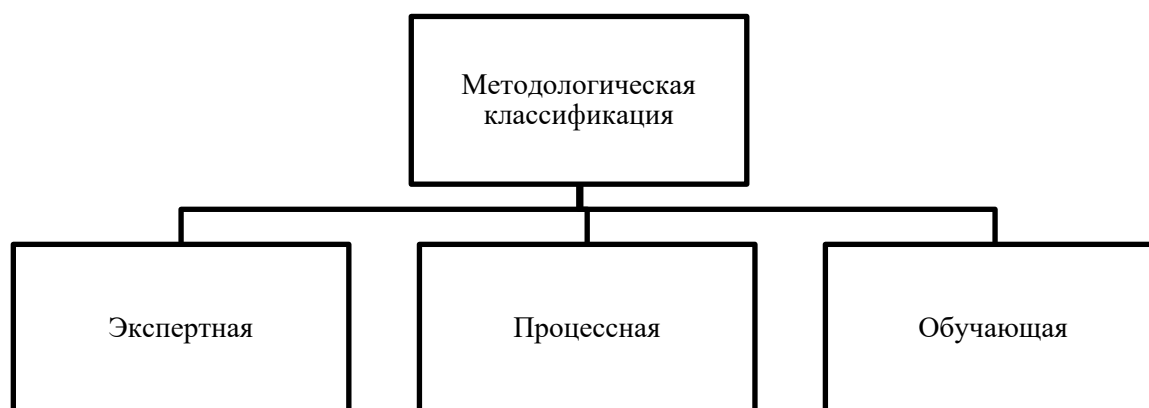 Методологическая
классификация
Экспертная
Процессная
Обучающая